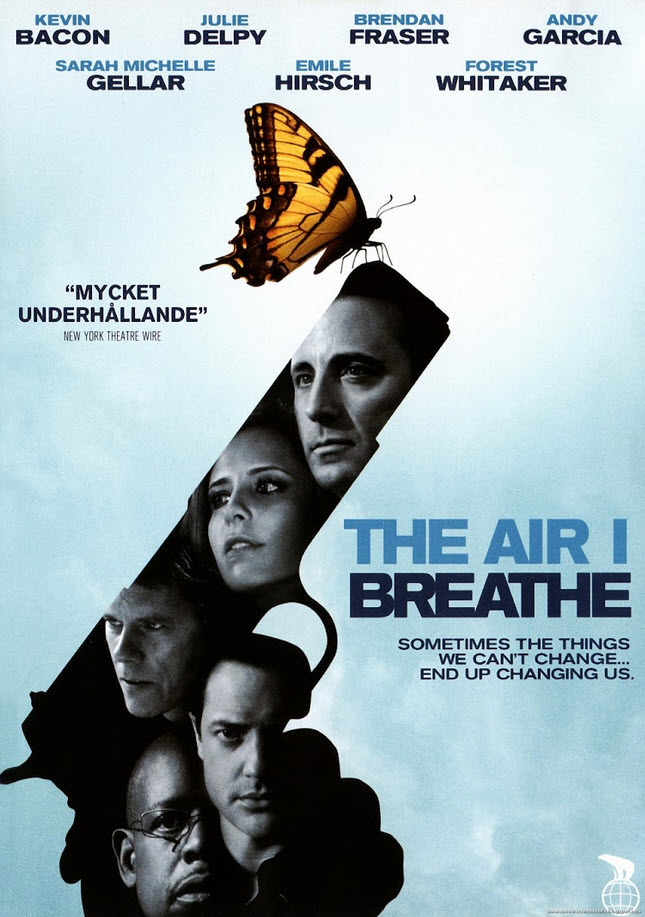 KEVIN BACON
JULIE DELPY
BRENDAN FRASER
ANDY GARCIA
SARAH MICHELLE GELLAR
EMILE HIRSCH
FOREST WHITAKER
“MYCKET
UNDERHÅLLANDE”
NEW YORK THEATRE WIRE
THE AIR I
BREATHE
SOMETIMES THE THINGS
WE CAN'T CHANGE...
END UP CHANGING US.